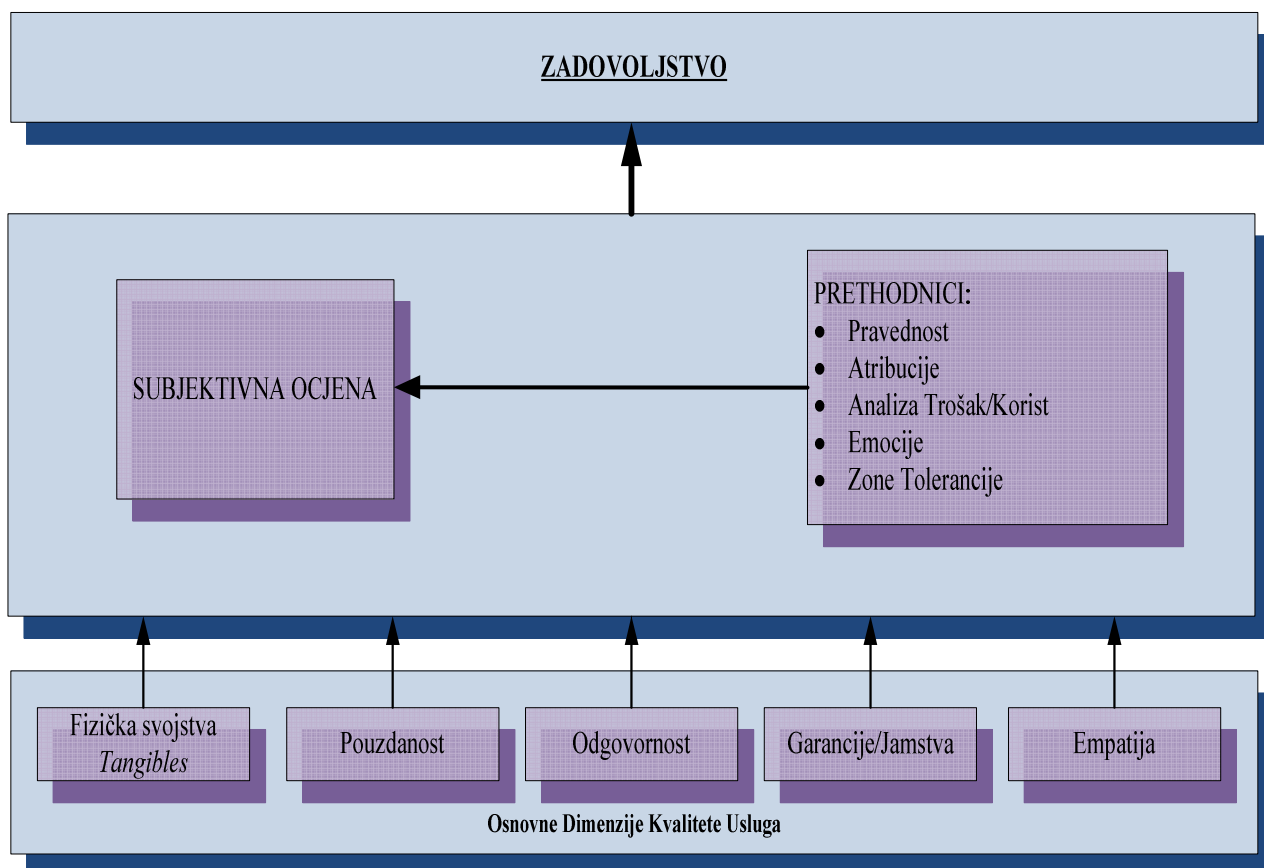 ZADOVOLJSTVO
SUBJEKTIVNA OCJENA
PRETHODNICI:
• Pravednost
• Atribucije
• Analiza Trošak/Korist
• Emocije
• Zone Tolerancije
Fizička svojstva
Tangibles
Pouzdanost
Odgovornost
Garancije/Jamstva
Empatija
Osnovne Dimenzije Kvalitete Usluga